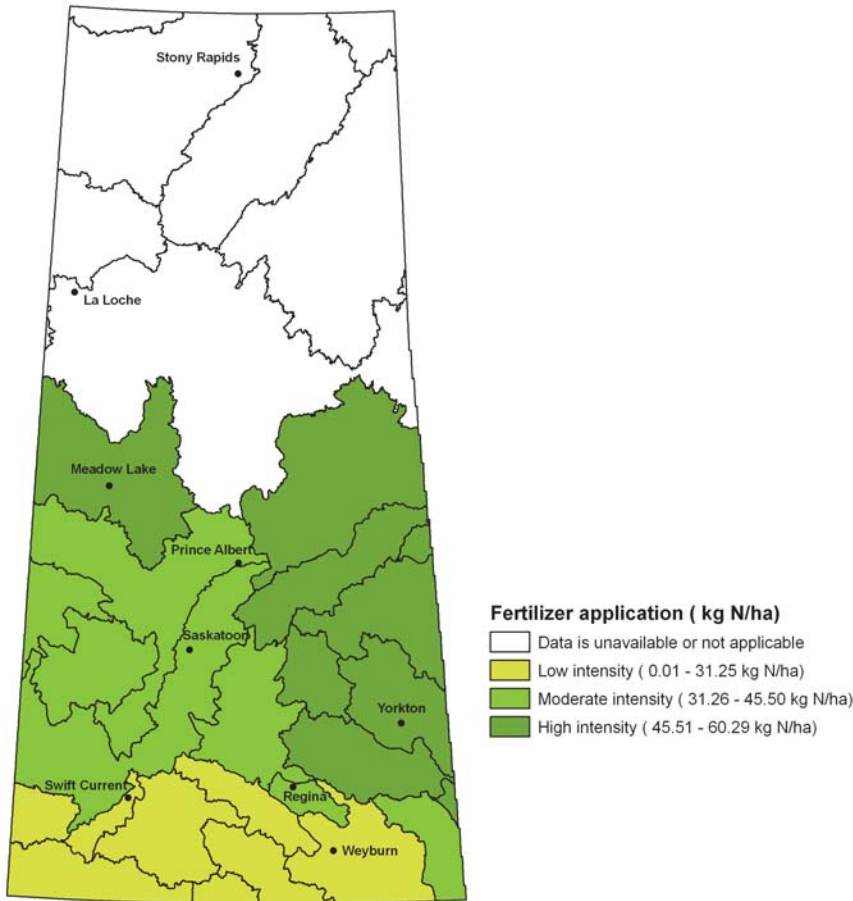 Stony Rapids
La Loche
Meadow Lake
Prince Albert
Saskatoon
Yorkton
Swift Current
Regina
Weyburn
Fertilizer application ( kg N/ha)
Data is unavailable or not applicable
Low intensity ( 0.01 - 31.25 kg N/ha)
Moderate intensity ( 31.26 - 45.50 kg N/ha)
High intensity ( 45.51 - 60.29 kg N/ha)